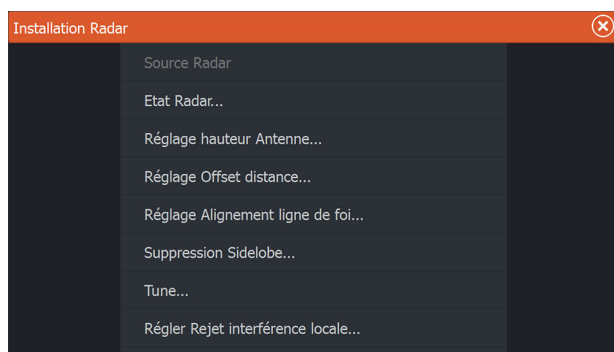 Installation Radar
Source Radar
Etat Radar...
Réglage hauteur Antenne...
Réglage Offset distance...
Réglage Alignement ligne de foi...
Suppression Sidelobe...
Tune...
Régler Rejet interférence locale...